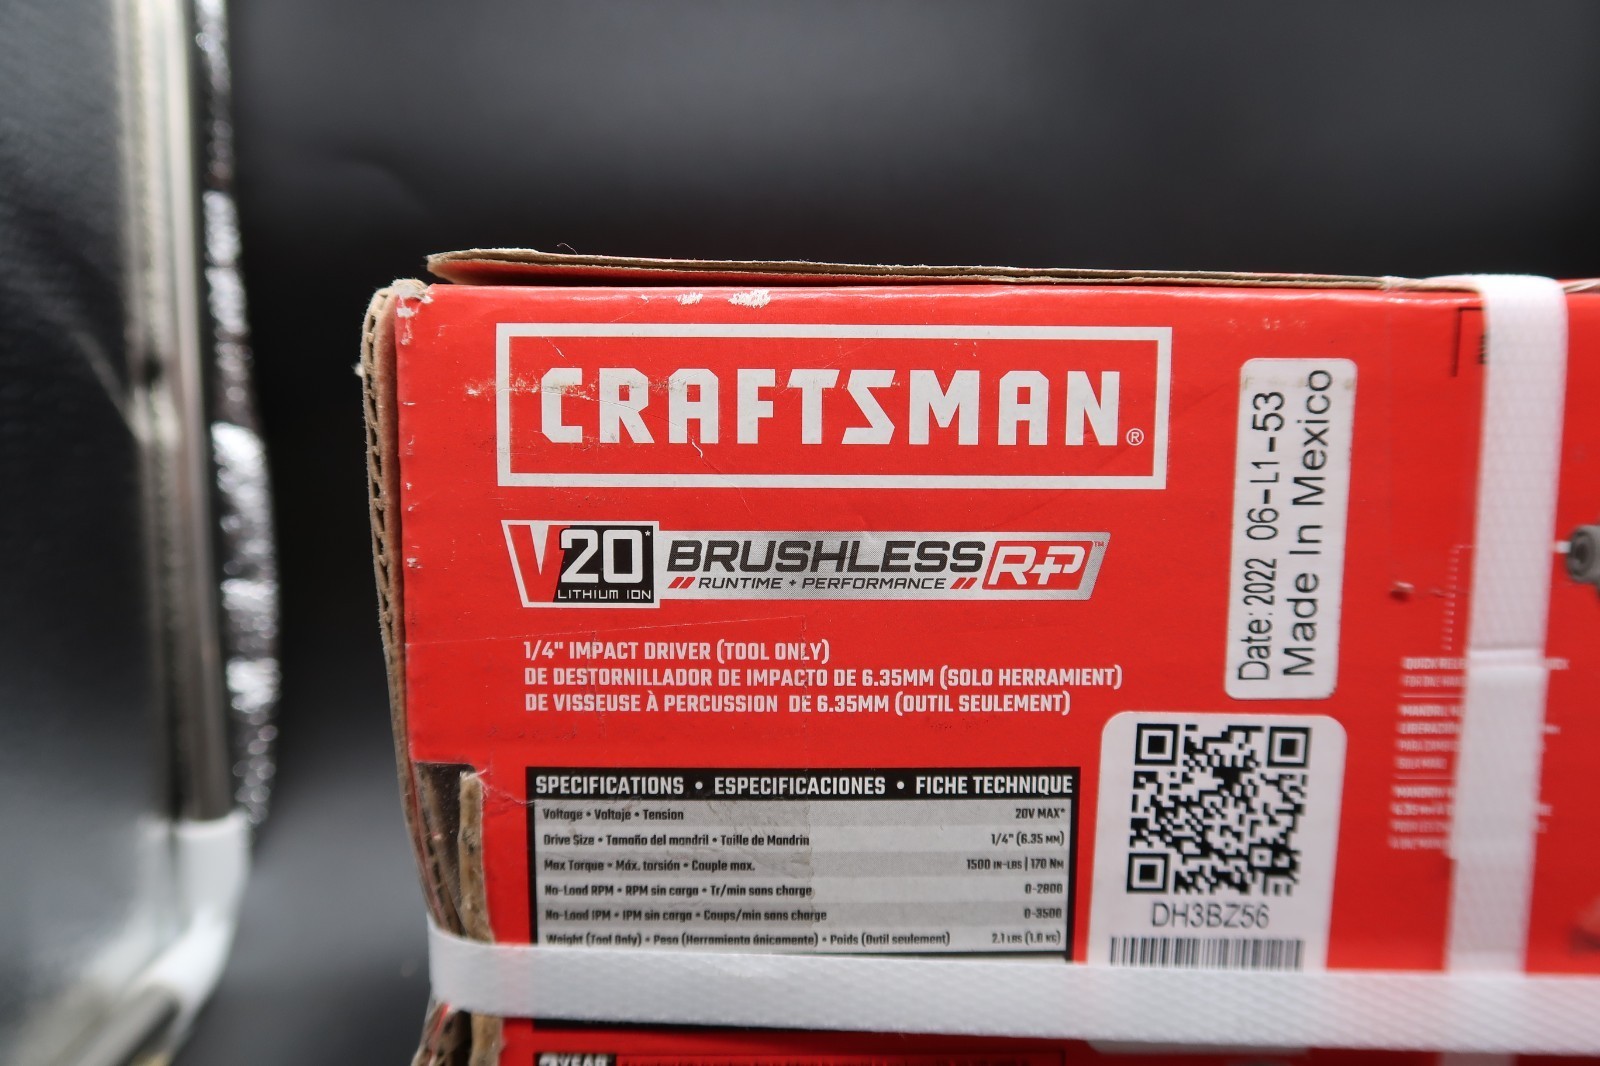 CRAFTSMAN®
V20* LITHIUM ION BRUSHLESS RP™
RUNTIME + PERFORMANCE
1/4" IMPACT DRIVER (TOOL ONLY)
DE DESTORNILLADOR DE IMPACTO DE 6.35MM (SOLO HERRAMIENT)
DE VISSEUSE À PERCUSSION DE 6.35MM (OUTIL SEULEMENT)
SPECIFICATIONS • ESPECIFICACIONES • FICHE TECHNIQUE
Voltage • Voltaje • Tension 20V MAX*
Drive Size • Tamaño del mandril • Taille de Mandrin 1/4" (6.35 MM)
Max Torque • Máx. torsión • Couple max. 1500 IN-LBS | 170 NM
No-Load RPM • RPM sin carga • Tr/min sans charge 0-2800
No-Load IPM • IPM sin carga • Coups/min sans charge 0-3500
Weight (Tool Only) • Peso (Herramienta únicamente) • Poids (Outil seulement) 2.1 LBS (1.0 KG)
YEAR
Date: 2022 06-L1-53
Made In Mexico
DH3BZ56